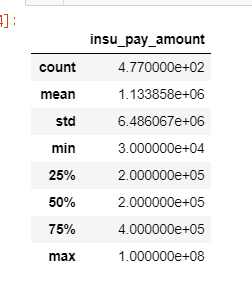 4]:
insu_pay_amount
count 4.770000e+02
mean 1.133858e+06
std 6.486067e+06
min 3.000000e+04
25% 2.000000e+05
50% 2.000000e+05
75% 4.000000e+05
max 1.000000e+08